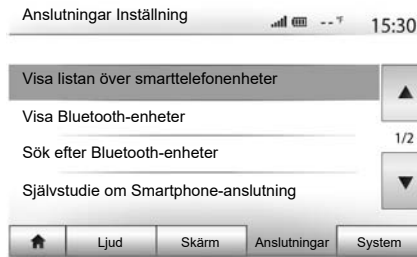 Anslutningar Inställning
-- °F 15:30
Visa listan över smarttelefonenheter
Visa Bluetooth-enheter
1/2
Sök efter Bluetooth-enheter
Självstudie om Smartphone-anslutning
Ljud Skärm Anslutningar System